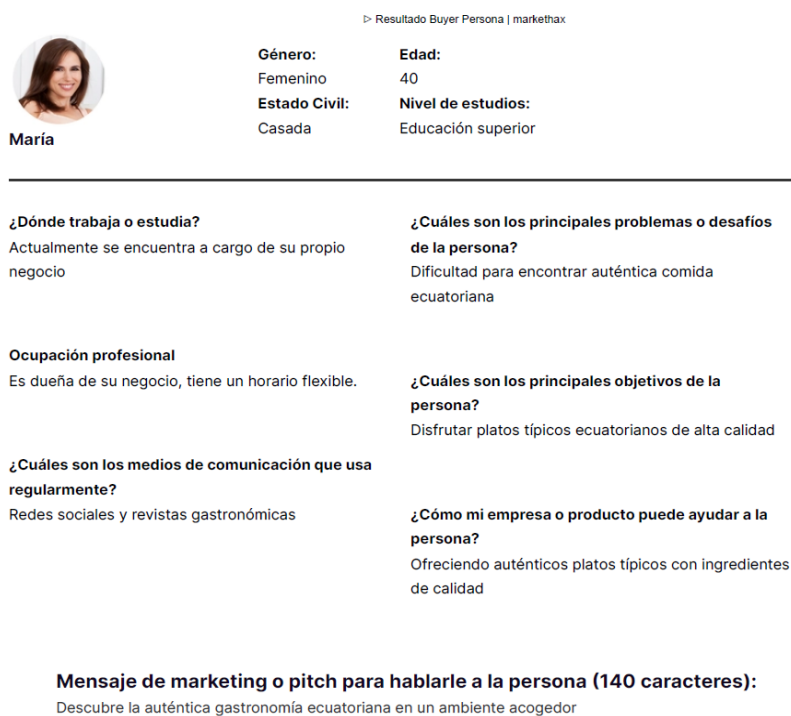 ▷ Resultado Buyer Persona | markethax
Género:
Femenino
Estado Civil:
Casada
Edad:
40
Nivel de estudios:
Educación superior
María
¿Dónde trabaja o estudia?
Actualmente se encuentra a cargo de su propio
negocio
Ocupación profesional
Es dueña de su negocio, tiene un horario flexible.
¿Cuáles son los medios de comunicación que usa
regularmente?
Redes sociales y revistas gastronómicas
¿Cuáles son los principales problemas o desafíos
de la persona?
Dificultad para encontrar auténtica comida
ecuatoriana
¿Cuáles son los principales objetivos de la
persona?
Disfrutar platos típicos ecuatorianos de alta calidad
¿Cómo mi empresa o producto puede ayudar a la
persona?
Ofreciendo auténticos platos típicos con ingredientes
de calidad
Mensaje de marketing o pitch para hablarle a la persona (140 caracteres):
Descubre la auténtica gastronomía ecuatoriana en un ambiente acogedor